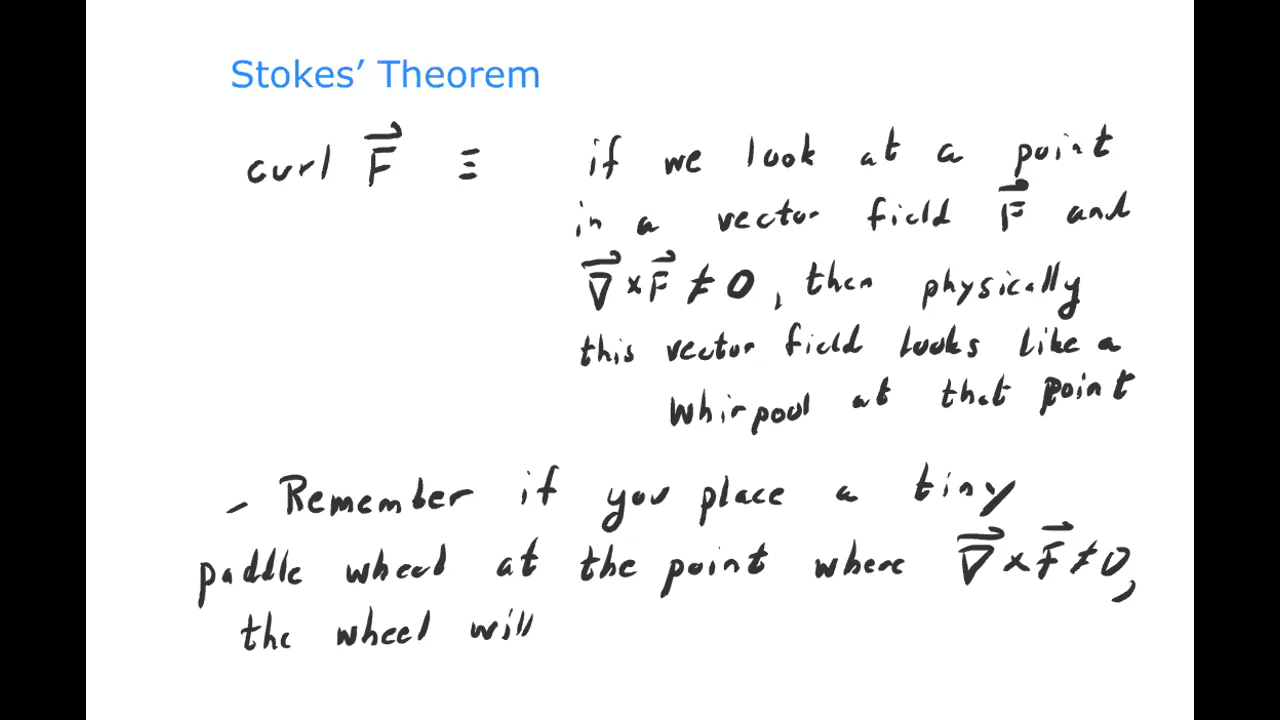 Stokes’ Theorem
curl F⃗ ≡ if we look at a point
in a vector field F⃗ and
∇⃗ × F⃗ ≠ 0, then physically
this vector field looks like a
whirpool at that point
- Remember if you place a tiny
paddle wheel at the point where ∇⃗ × F⃗ ≠ 0,
the wheel will